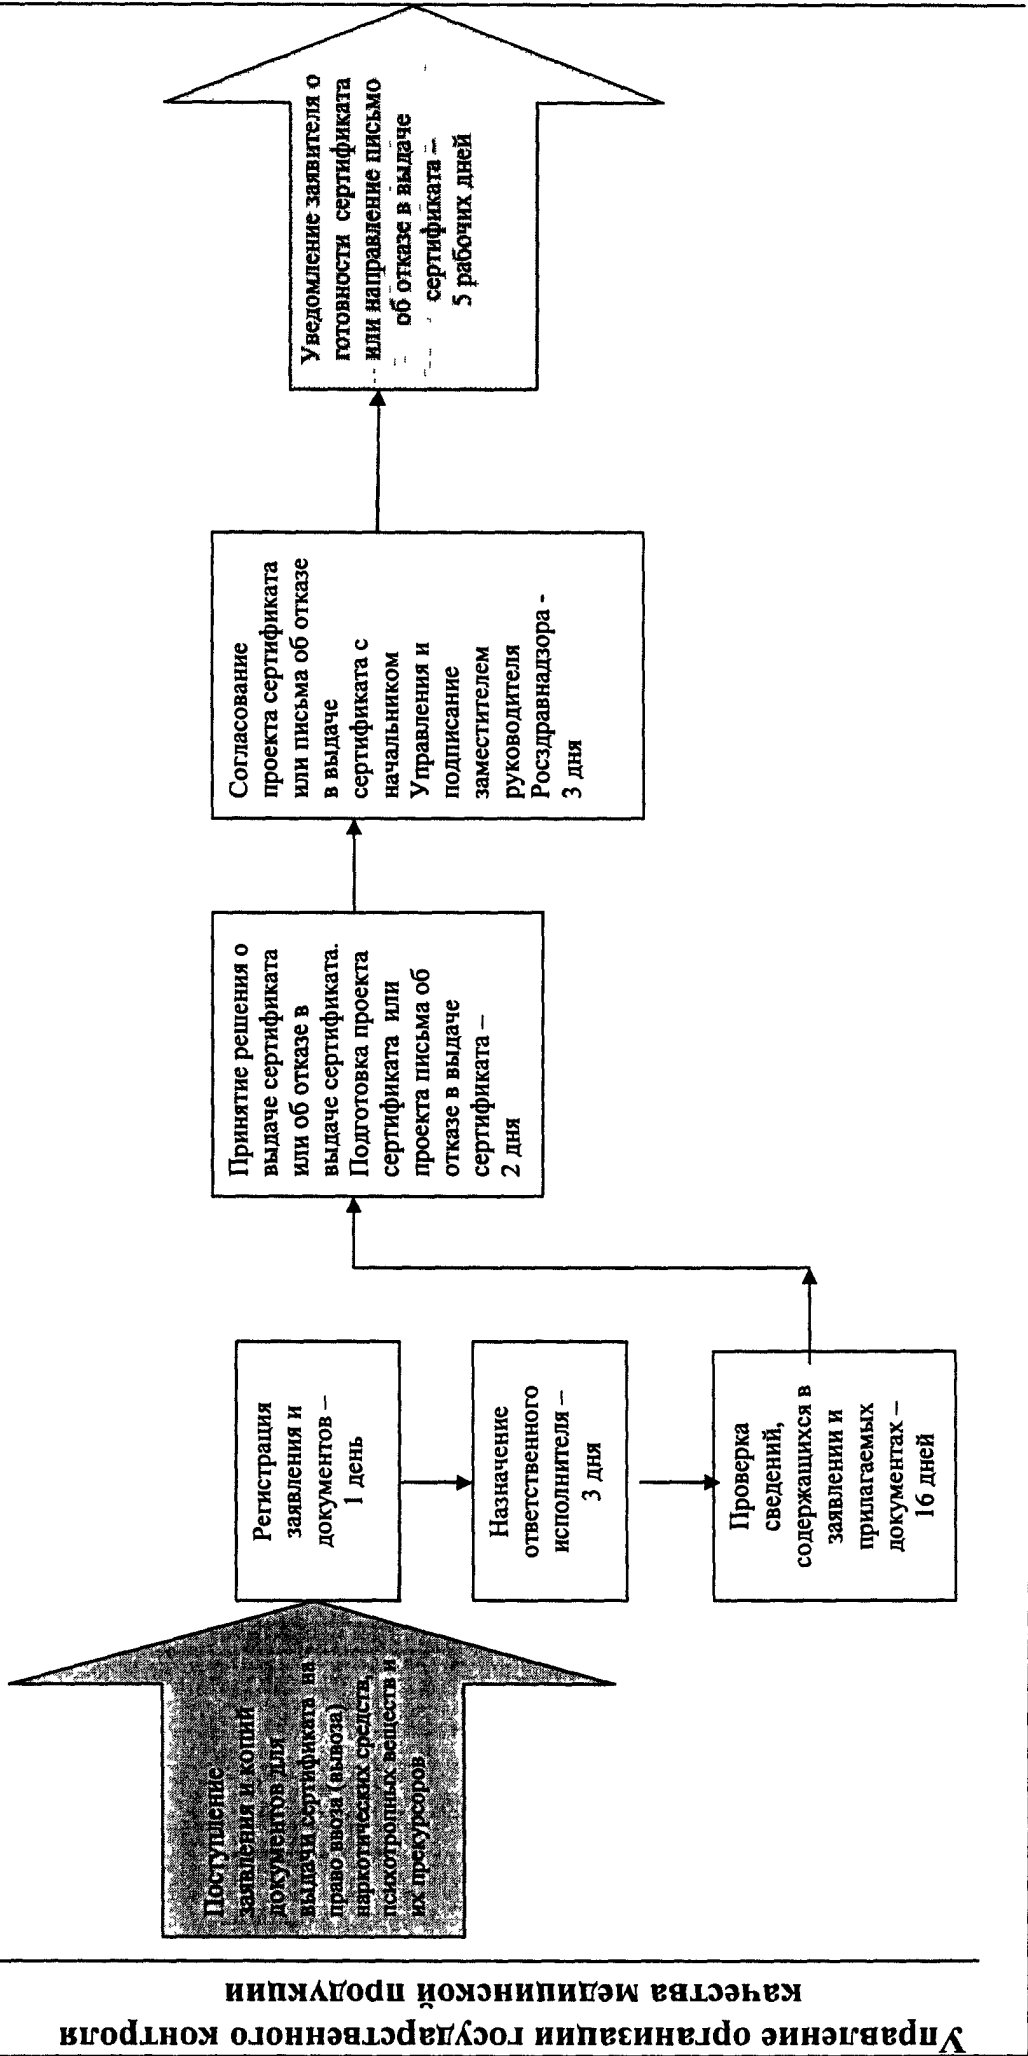 Управление организации государственного контроля
качества медицинской продукции
Поступление
заявления и копий
документов для
выдачи сертификата на
право ввоза (вывоза)
наркотических средств,
психотропных веществ и
их прекурсоров
Регистрация
заявления и
документов –
1 день
Назначение
ответственного
исполнителя –
3 дня
Проверка
сведений,
содержащихся в
заявлении и
прилагаемых
документах –
16 дней
Принятие решения о
выдаче сертификата
или об отказе в
выдаче сертификата.
Подготовка проекта
сертификата или
проекта письма об
отказе в выдаче
сертификата –
2 дня
Согласование
проекта сертификата
или письма об отказе
в выдаче
сертификата с
начальником
Управления и
подписание
заместителем
руководителя
Росздравнадзора -
3 дня
Уведомление заявителя о
готовности сертификата
или направление письмо
об отказе в выдаче
сертификата –
5 рабочих дней